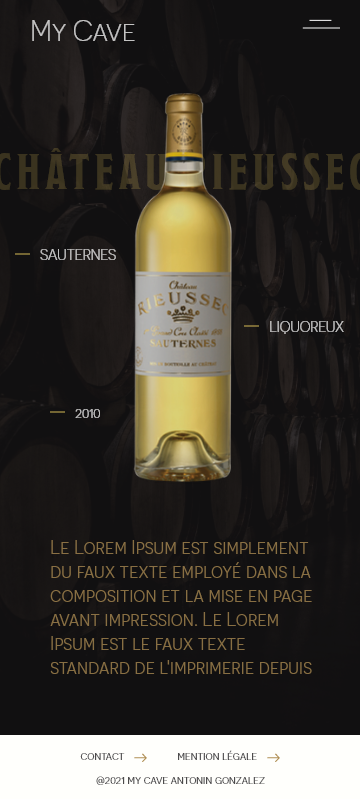 My Cave
CHÂTEAU RIEUSSEC
SAUTERNES
Château
RIEUSSEC
SAUTERNES
LIQUOREUX
2010
Le Lorem Ipsum est simplement
du faux texte employé dans la
composition et la mise en page
avant impression. Le Lorem
Ipsum est le faux texte
standard de l'imprimerie depuis
CONTACT
MENTION LÉGALE
@2021 MY CAVE ANTONIN GONZALEZ